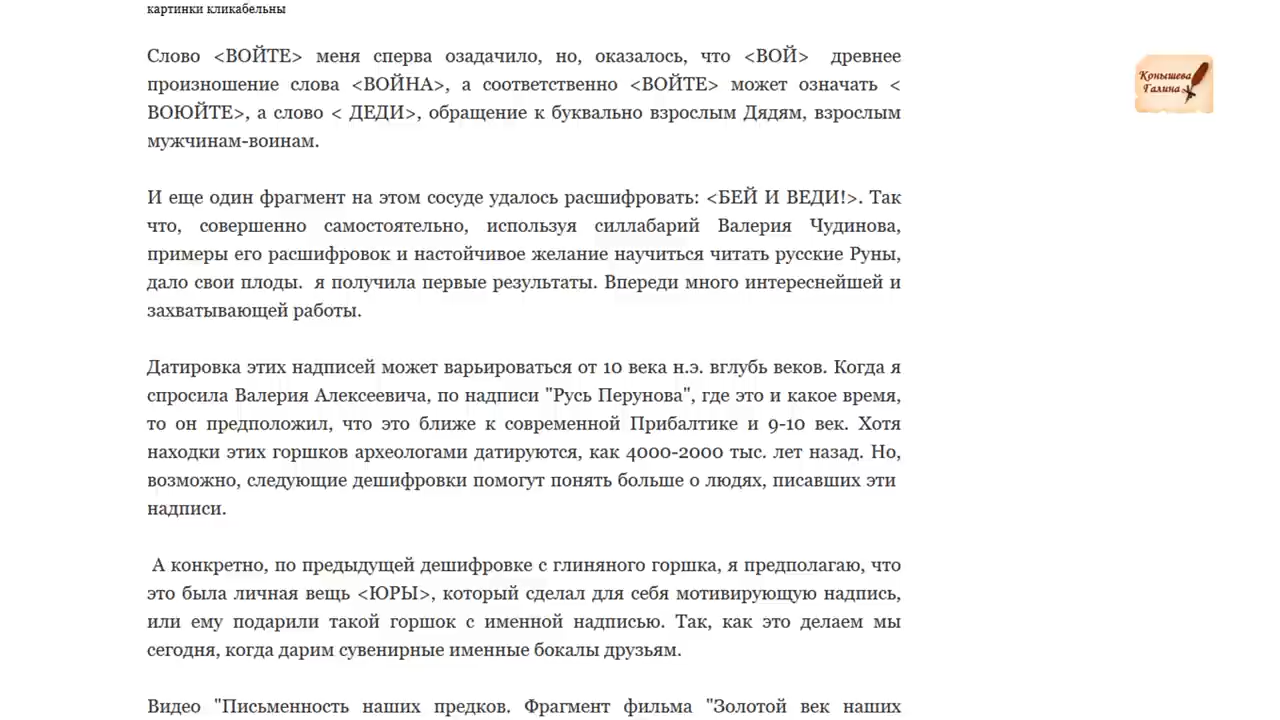 картинки кликабельны
Слово <ВОЙТЕ> меня сперва озадачило, но, оказалось, что <ВОЙ> древнее
произношение слова <ВОЙНА>, а соответственно <ВОЙТЕ> может означать <
ВОЮЙТЕ>, а слово < ДЕДИ>, обращение к буквально взрослым Дядям, взрослым
мужчинам-воинам.
И еще один фрагмент на этом сосуде удалось расшифровать: <БЕЙ И ВЕДИ!>. Так
что, совершенно самостоятельно, используя силлабарий Валерия Чудинова,
примеры его расшифровок и настойчивое желание научиться читать русские Руны,
дало свои плоды. я получила первые результаты. Впереди много интереснейшей и
захватывающей работы.
Датировка этих надписей может варьироваться от 10 века н.э. вглубь веков. Когда я
спросила Валерия Алексеевича, по надписи "Русь Перунова", где это и какое время,
то он предположил, что это ближе к современной Прибалтике и 9-10 век. Хотя
находки этих горшков археологами датируются, как 4000-2000 тыс. лет назад. Но,
возможно, следующие дешифровки помогут понять больше о людях, писавших эти
надписи.
А конкретно, по предыдущей дешифровке с глиняного горшка, я предполагаю, что
это была личная вещь <ЮРЫ>, который сделал для себя мотивирующую надпись,
или ему подарили такой горшок с именной надписью. Так, как это делаем мы
сегодня, когда дарим сувенирные именные бокалы друзьям.
Видео "Письменность наших предков. Фрагмент фильма "Золотой век наших
Конышева
Галина